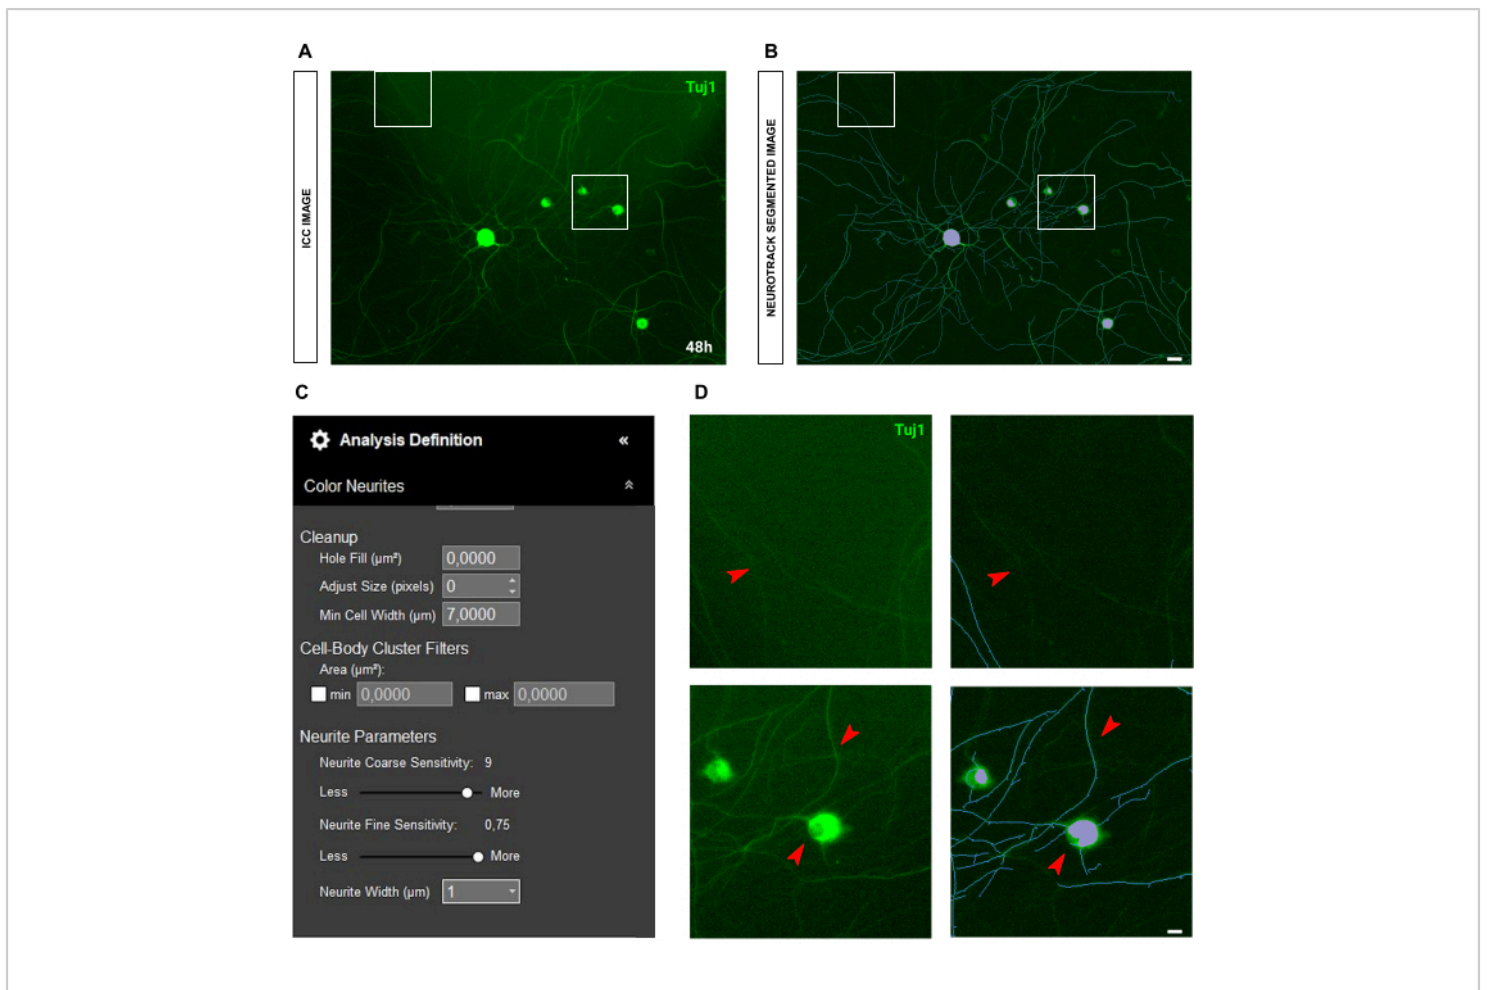 A
B
ICC IMAGE
Tuj1
48h
NEUROTRACK SEGMENTED IMAGE
C
D
Analysis Definition «
Color Neurites
Cleanup
Hole Fill (µm²) 0,0000
Adjust Size (pixels) 0
Min Cell Width (µm) 7,0000
Cell-Body Cluster Filters
Area (µm²):
min 0,0000 max 0,0000
Neurite Parameters
Neurite Coarse Sensitivity: 9
Less More
Neurite Fine Sensitivity: 0,75
Less More
Neurite Width (µm) 1
Tuj1